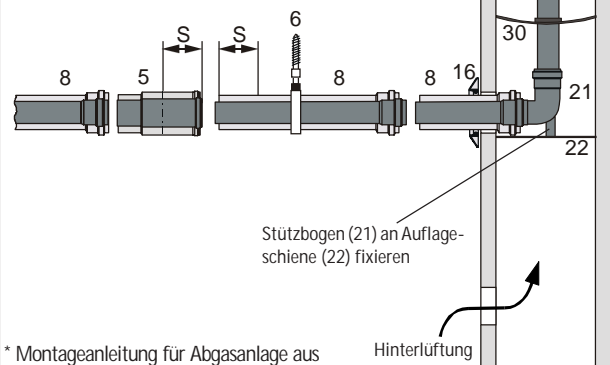 6
30
S
S
8
5
8
8
16
21
22
Stützbogen (21) an Auflage-
schiene (22) fixieren
Hinterlüftung
* Montageanleitung für Abgasanlage aus